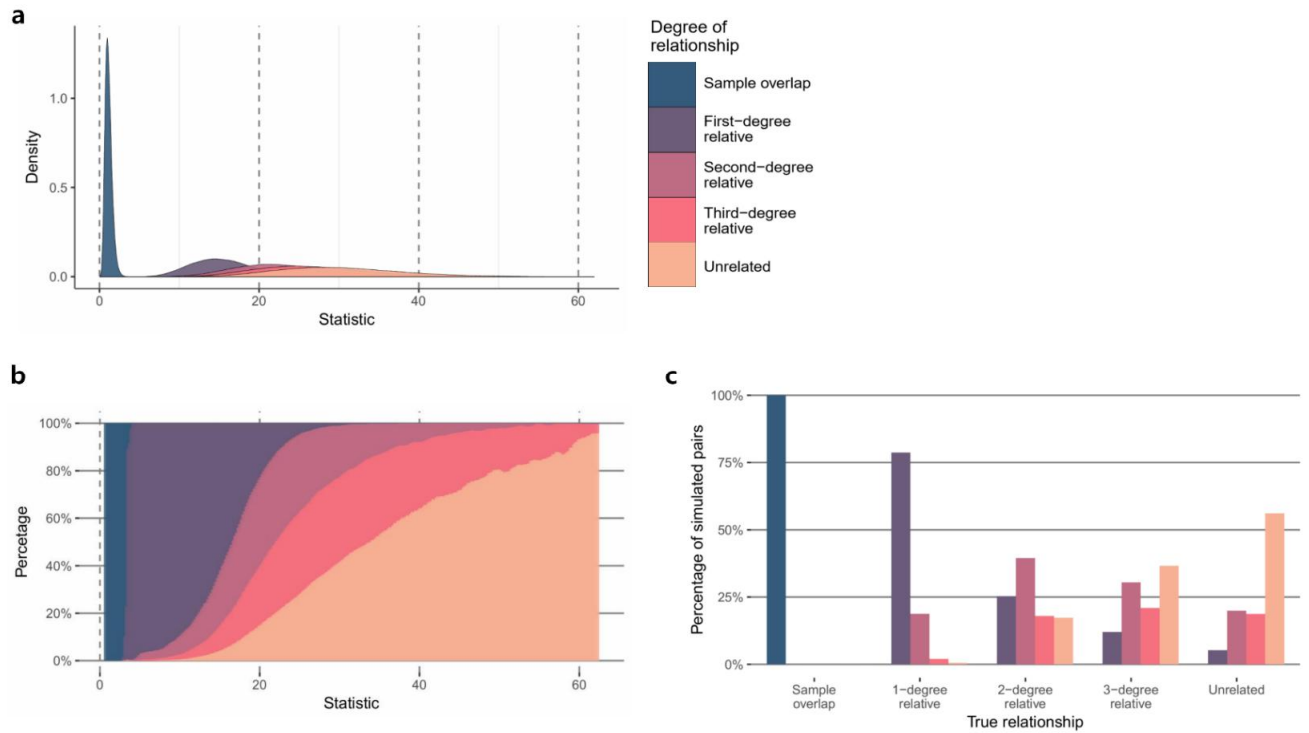 a
Density
1.0
0.5
0.0
0
20
40
60
Statistic
Degree of
relationship
Sample overlap
First−degree
relative
Second−degree
relative
Third−degree
relative
Unrelated
b
Percetage
100%
80%
60%
40%
20%
0%
0
20
40
60
Statistic
c
Percentage of simulated pairs
100%
75%
50%
25%
0%
Sample
overlap
1−degree
relative
2−degree
relative
3−degree
relative
Unrelated
True relationship